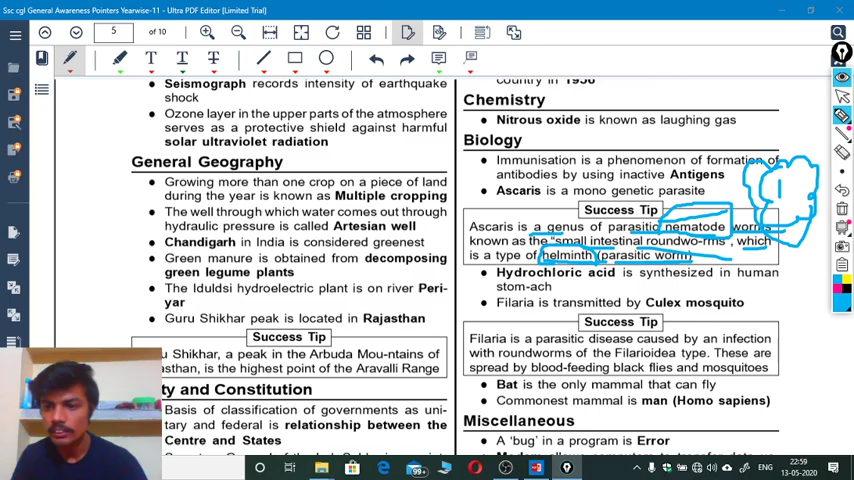 Ssc cgl General Awareness Pointers Yearwise-11 - Ultra PDF Editor [Limited Trial]
5
of 10
T T T
Seismograph records intensity of earthquake
shock
Ozone layer in the upper parts of the atmosphere
serves as a protective shield against harmful
solar ultraviolet radiation
General Geography
Growing more than one crop on a piece of land
during the year is known as Multiple cropping
The well through which water comes out through
hydraulic pressure is called Artesian well
Chandigarh in India is considered greenest
Green manure is obtained from decomposing
green legume plants
The Iduldsi hydroelectric plant is on river Peri-
yar
Guru Shikhar peak is located in Rajasthan
Success Tip
u Shikhar, a peak in the Arbuda Mou-ntains of
asthan, is the highest point of the Aravalli Range
ty and Constitution
Basis of classification of governments as uni-
tary and federal is relationship between the
Centre and States
country in 1956
Chemistry
Nitrous oxide is known as laughing gas
Biology
Immunisation is a phenomenon of formation of
antibodies by using inactive Antigens
Ascaris is a mono genetic parasite
Success Tip
Ascaris is a genus of parasitic nematode worms
known as the "small intestinal roundwo-rms", which
is a type of helminth (parasitic worm)
Hydrochloric acid is synthesized in human
stom-ach
Filaria is transmitted by Culex mosquito
Success Tip
Filaria is a parasitic disease caused by an infection
with roundworms of the Filarioidea type. These are
spread by blood-feeding black flies and mosquitoes
Bat is the only mammal that can fly
Commonest mammal is man (Homo sapiens)
Miscellaneous
A 'bug' in a program is Error
99+
ENG
22:59
13-05-2020